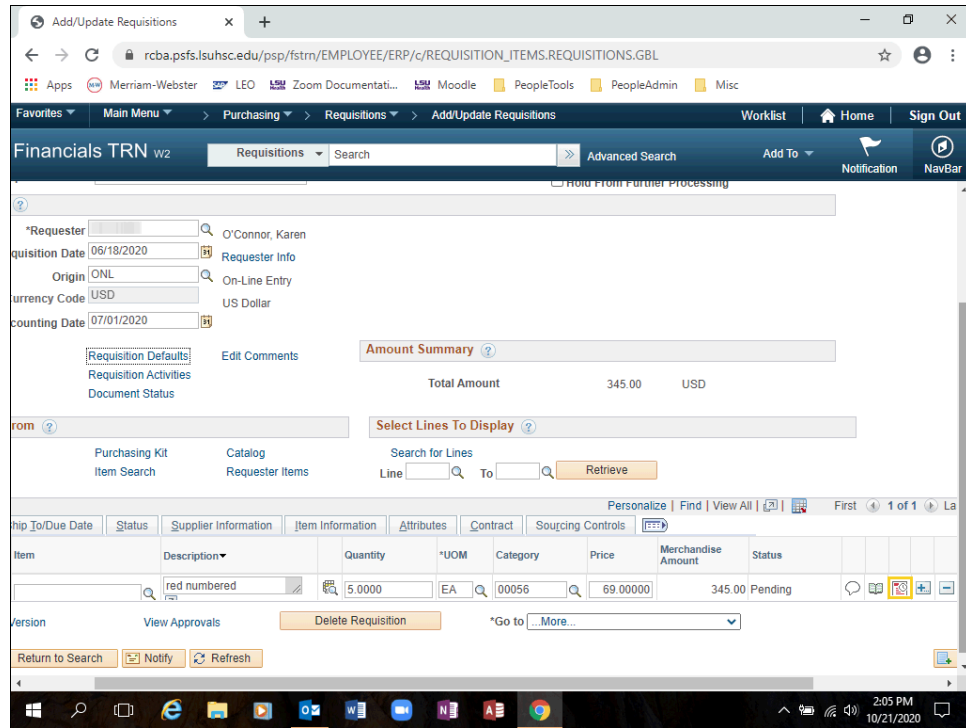 Add/Update Requisitions
rcba.psfs.lsuhsc.edu/psp/fstrn/EMPLOYEE/ERP/c/REQUISITION_ITEMS.REQUISITIONS.GBL
Apps Merriam-Webster LEO Zoom Documentati... LSU Moodle PeopleTools PeopleAdmin Misc
Favorites Main Menu > Purchasing > Requisitions > Add/Update Requisitions Worklist Home Sign Out
Financials TRN W2 Requisitions Search >> Advanced Search Add To Notification NavBar
Hold From Further Processing
*Requester O'Connor, Karen
quisition Date 06/18/2020 Requester Info
Origin ONL On-Line Entry
urrency Code USD US Dollar
counting Date 07/01/2020
Requisition Defaults Edit Comments Amount Summary
Requisition Activities
Total Amount 345.00 USD
Document Status
rom Select Lines To Display
Purchasing Kit Catalog Search for Lines
Item Search Requester Items Line To Retrieve
Personalize | Find | View All | First 1 of 1 La
hip To/Due Date Status Supplier Information Item Information Attributes Contract Sourcing Controls
Item Description Quantity *UOM Category Price Merchandise Amount Status
red numbered 5.0000 EA 00056 69.00000 345.00 Pending
Version View Approvals Delete Requisition *Go to ...More...
Return to Search Notify Refresh
2:05 PM
10/21/2020